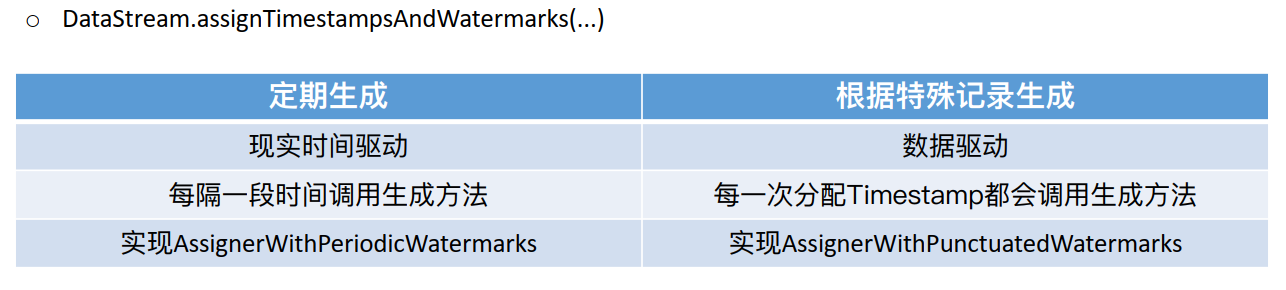 ○ DataStream.assignTimestampsAndWatermarks(...)
定期生成 根据特殊记录生成
现实时间驱动 数据驱动
每隔一段时间调用生成方法 每一次分配Timestamp都会调用生成方法
实现AssignerWithPeriodicWatermarks 实现AssignerWithPunctuatedWatermarks